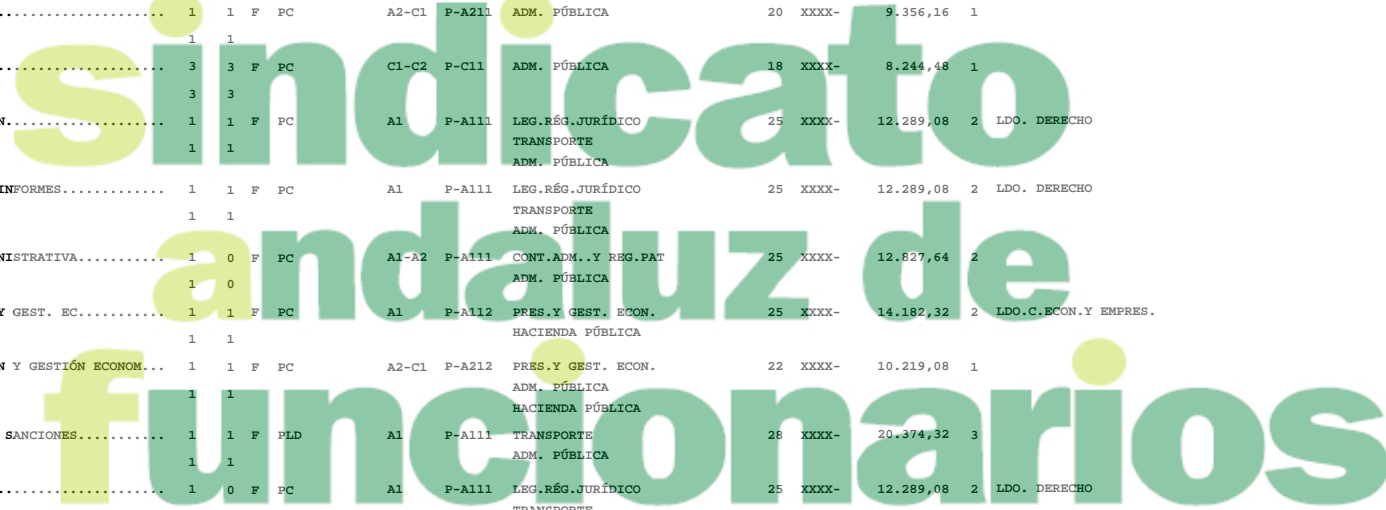 .................... 1 1 F PC A2-C1 P-A211 ADM. PÚBLICA 20 XXXX- 9.356,16 1
1 1
.................... 3 3 F PC C1-C2 P-C11 ADM. PÚBLICA 18 XXXX- 8.244,48 1
3 3
N.................... 1 1 F PC A1 P-A111 LEG.RÉG.JURÍDICO 25 XXXX- 12.289,08 2 LDO. DERECHO
1 1 TRANSPORTE
ADM. PÚBLICA
INFORMES............. 1 1 F PC A1 P-A111 LEG.RÉG.JURÍDICO 25 XXXX- 12.289,08 2 LDO. DERECHO
1 1 TRANSPORTE
ADM. PÚBLICA
NISTRATIVA........... 1 0 F PC A1-A2 P-A111 CONT.ADM..Y REG.PAT 25 XXXX- 12.827,64 2
1 0 ADM. PÚBLICA
Y GEST. EC........... 1 1 F PC A1 P-A112 PRES.Y GEST. ECON. 25 XXXX- 14.182,32 2 LDO.C.ECON.Y EMPRES.
1 1 HACIENDA PÚBLICA
N Y GESTIÓN ECONOM... 1 1 F PC A2-C1 P-A212 PRES.Y GEST. ECON. 22 XXXX- 10.219,08 1
1 1 ADM. PÚBLICA
HACIENDA PÚBLICA
SANCIONES........... 1 1 F PLD A1 P-A111 TRANSPORTE 28 XXXX- 20.374,32 3
1 1 ADM. PÚBLICA
.................... 1 0 F PC A1 P-A111 LEG.RÉG.JURÍDICO 25 XXXX- 12.289,08 2 LDO. DERECHO
TRANSPORTE
sindicato
andaluz de
funcionarios